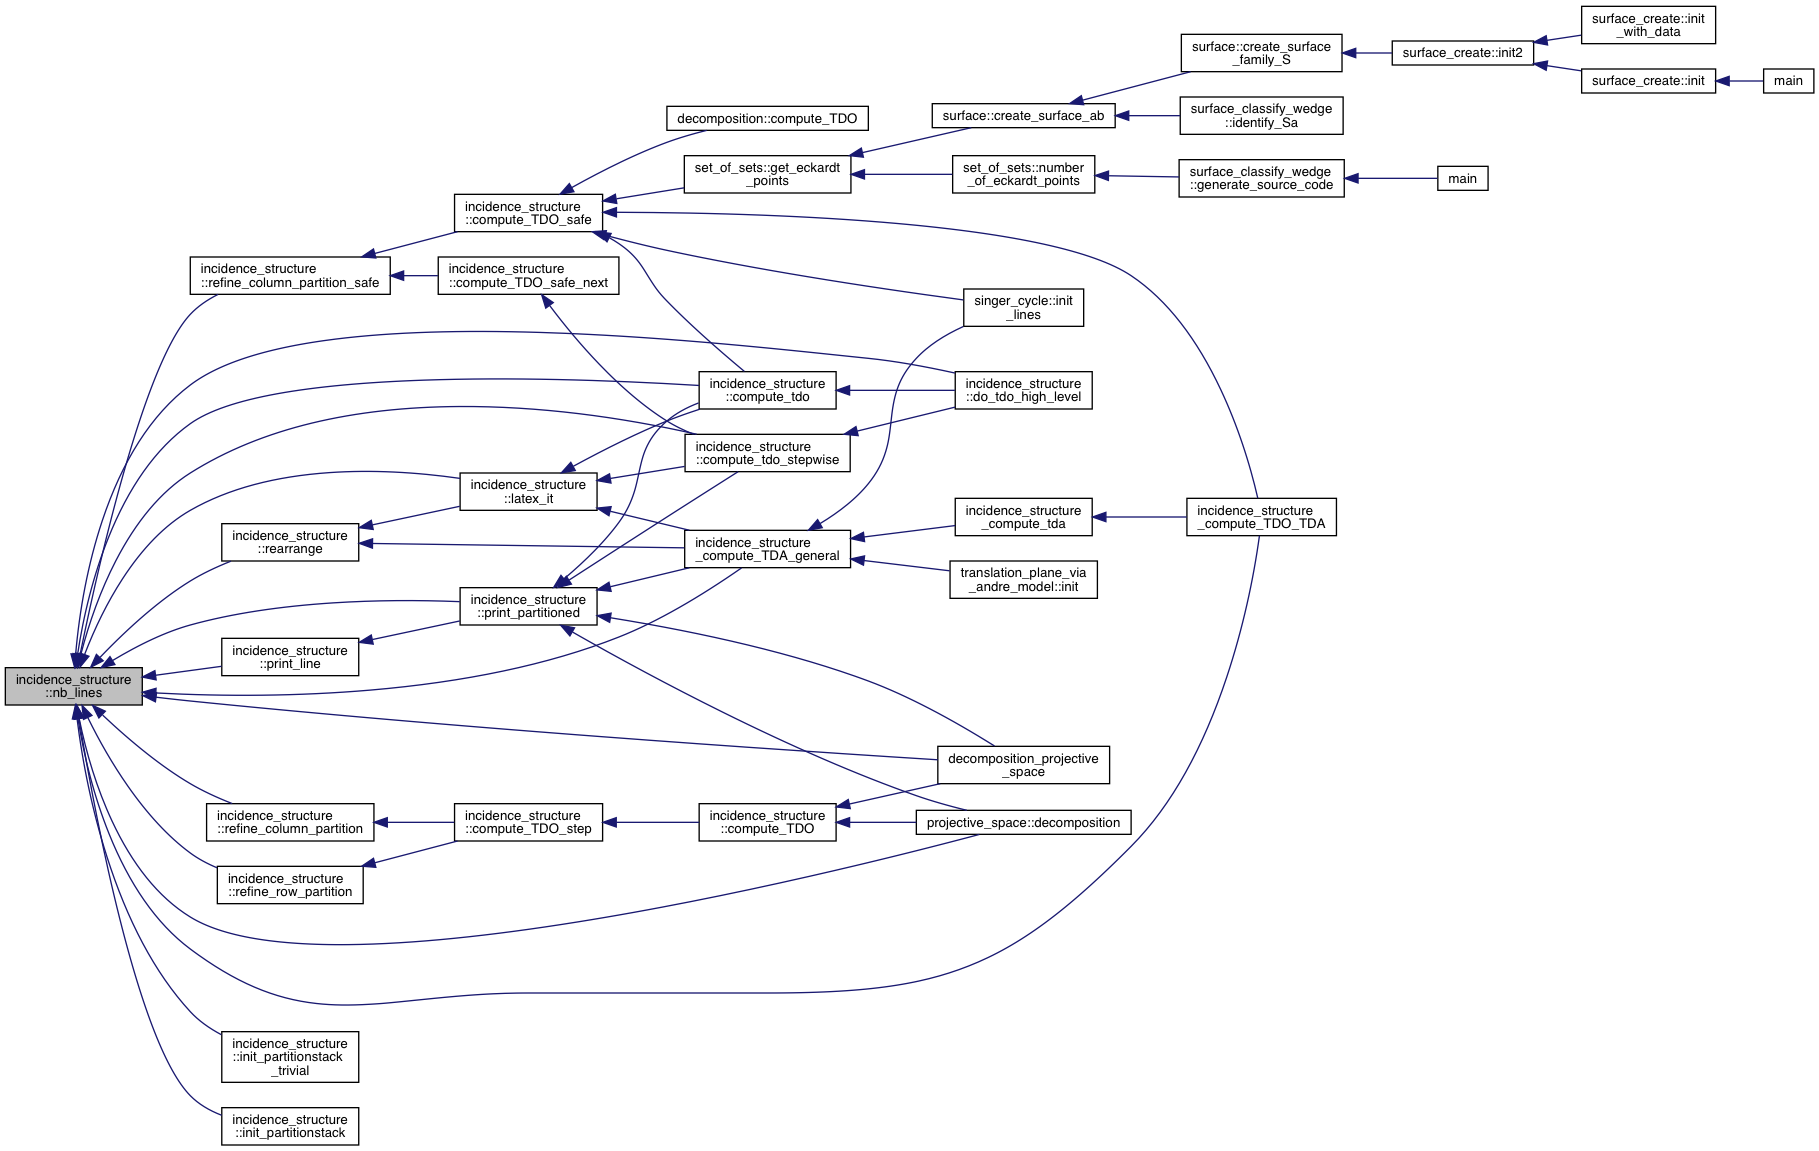 surface_create::init
_with_data
surface::create_surface
_family_S
surface_create::init2
surface_create::init
main
decomposition::compute_TDO
surface::create_surface_ab
surface_classify_wedge
::identify_Sa
set_of_sets::get_eckardt
_points
set_of_sets::number
_of_eckardt_points
surface_classify_wedge
::generate_source_code
main
incidence_structure
::compute_TDO_safe
incidence_structure
::refine_column_partition_safe
incidence_structure
::compute_TDO_safe_next
singer_cycle::init
_lines
incidence_structure
::compute_tdo
incidence_structure
::do_tdo_high_level
incidence_structure
::compute_tdo_stepwise
incidence_structure
::latex_it
incidence_structure
_compute_tda
incidence_structure
_compute_TDO_TDA
incidence_structure
::rearrange
incidence_structure
_compute_TDA_general
translation_plane_via
_andre_model::init
incidence_structure
::print_partitioned
incidence_structure
::print_line
incidence_structure
::nb_lines
decomposition_projective
_space
incidence_structure
::refine_column_partition
incidence_structure
::compute_TDO_step
incidence_structure
::compute_TDO
projective_space::decomposition
incidence_structure
::refine_row_partition
incidence_structure
::init_partitionstack
_trivial
incidence_structure
::init_partitionstack